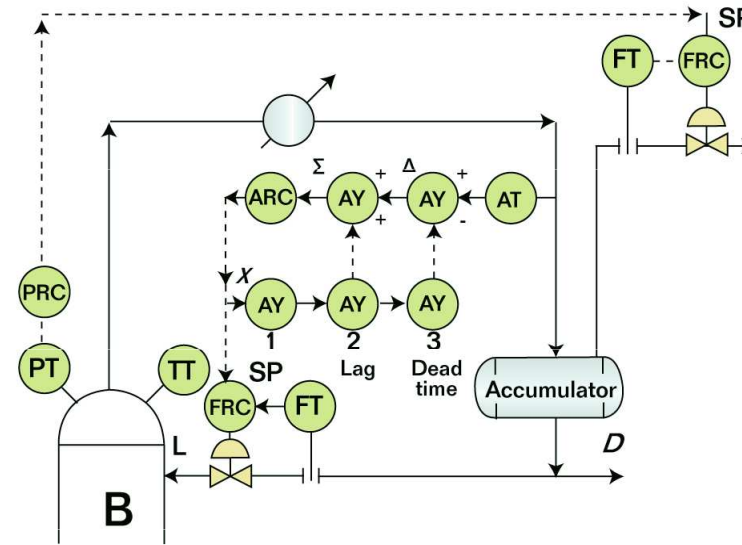 SP
FT
FRC
Σ
+
Δ
+
ARC
AY
AY
AT
+
-
X
PRC
AY
AY
AY
1
2
3
Lag
Dead
time
PT
TT
SP
FRC
FT
Accumulator
L
D
B